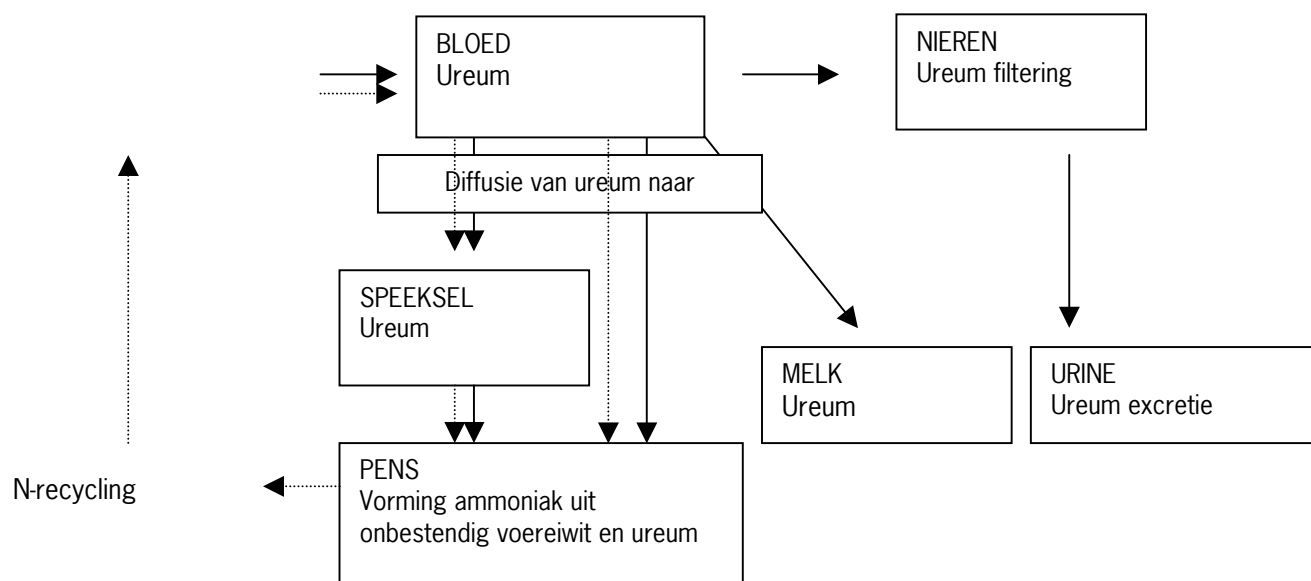 BLOED
Ureum
NIEREN
Ureum filtering
Diffusie van ureum naar
SPEEKSEL
Ureum
MELK
Ureum
URINE
Ureum excretie
N-recycling
PENS
Vorming ammoniak uit
onbestendig voereiwit en ureum